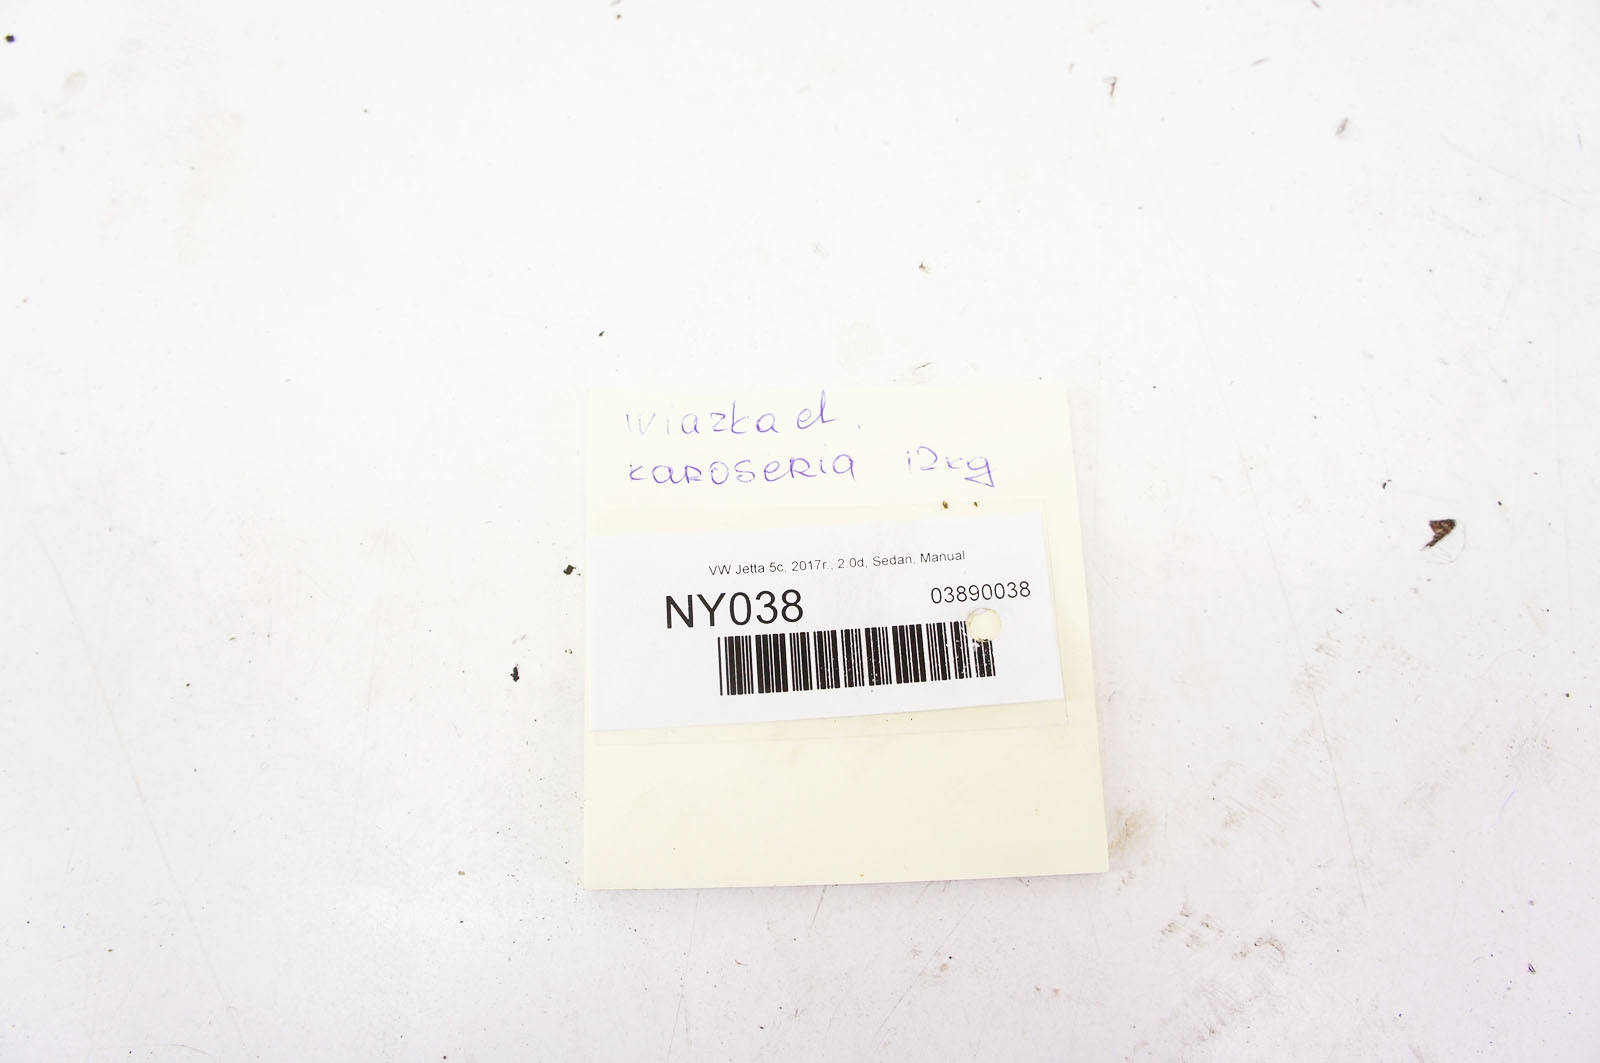 wiazka el.
karoseria 12kg
VW Jetta 5c, 2017r., 2.0d, Sedan, Manual
NY038
03890038